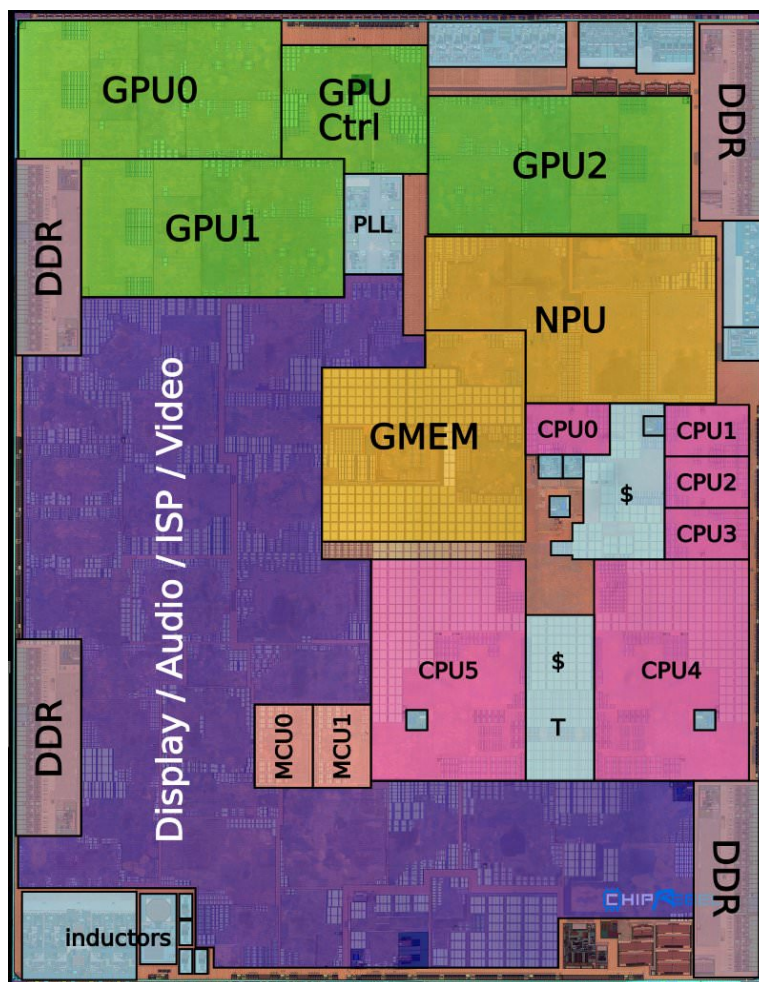 GPU0
GPU
Ctrl
GPU2
DDR
GPU1
PLL
DDR
NPU
GMEM
CPU0
CPU1
$
CPU2
CPU3
Display / Audio / ISP / Video
CPU5
$
CPU4
T
DDR
MCU0
MCU1
DDR
inductors